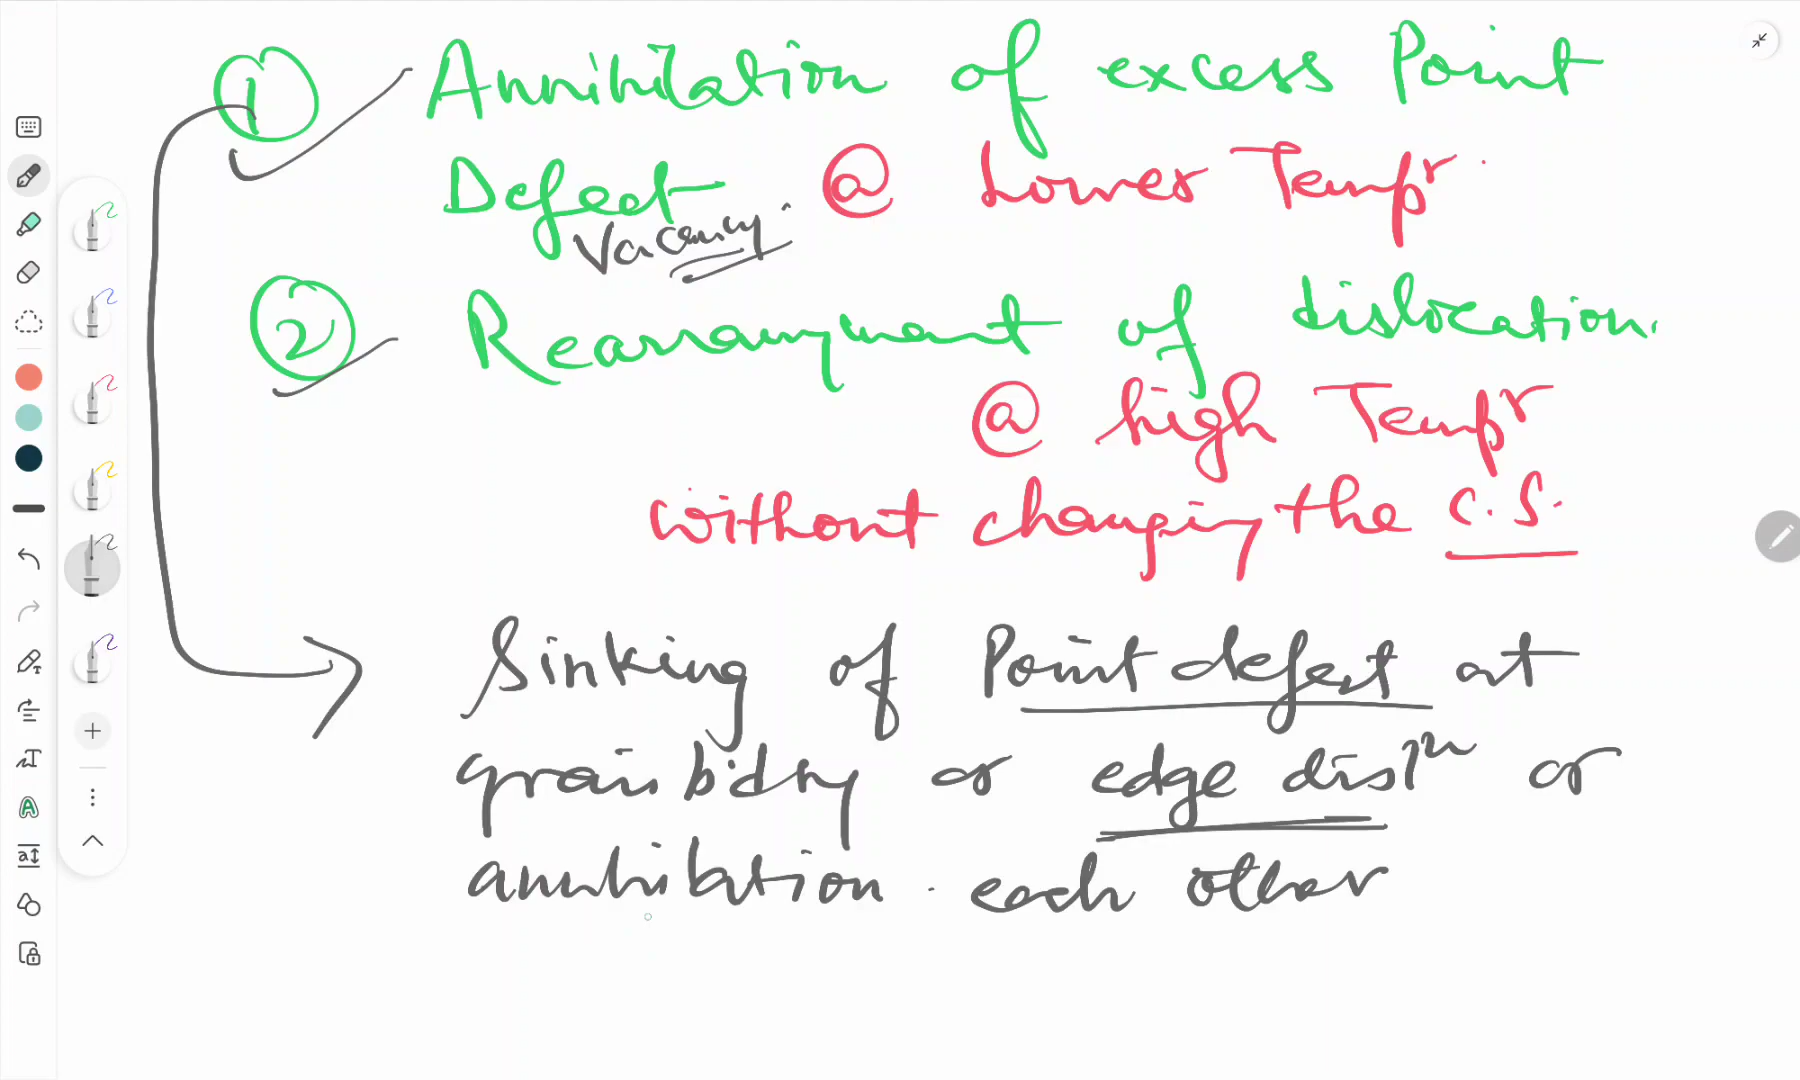 ① Annihilation of excess Point
Defect @ Lower Tempr.
Vacancy
② Rearrangment of dislocation.
@ high Tempr
without changing the C.S.
Sinking of Point defect at
grain b'dry or edge disln or
annihilation each other